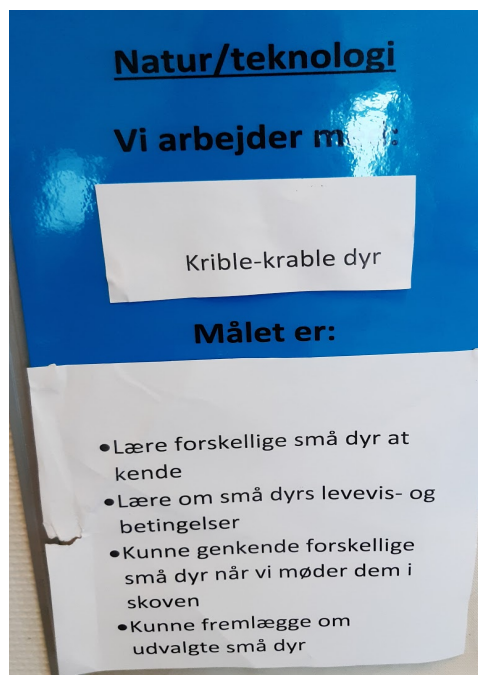 Natur/teknologi
Vi arbejder
Krible-krable dyr
Målet er:
•Lære forskellige små dyr at
kende
•Lære om små dyrs levevis- og
betingelser
•Kunne genkende forskellige
små dyr når vi møder dem i
skoven
•Kunne fremlægge om
udvalgte små dyr